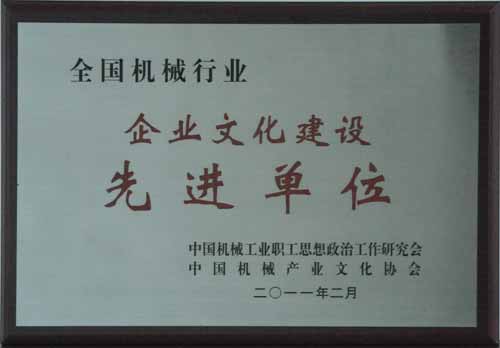 全国机械行业
企业文化建设
先进单位
中国机械工业职工思想政治工作研究会
中国机械产业文化协会
二〇一一年二月